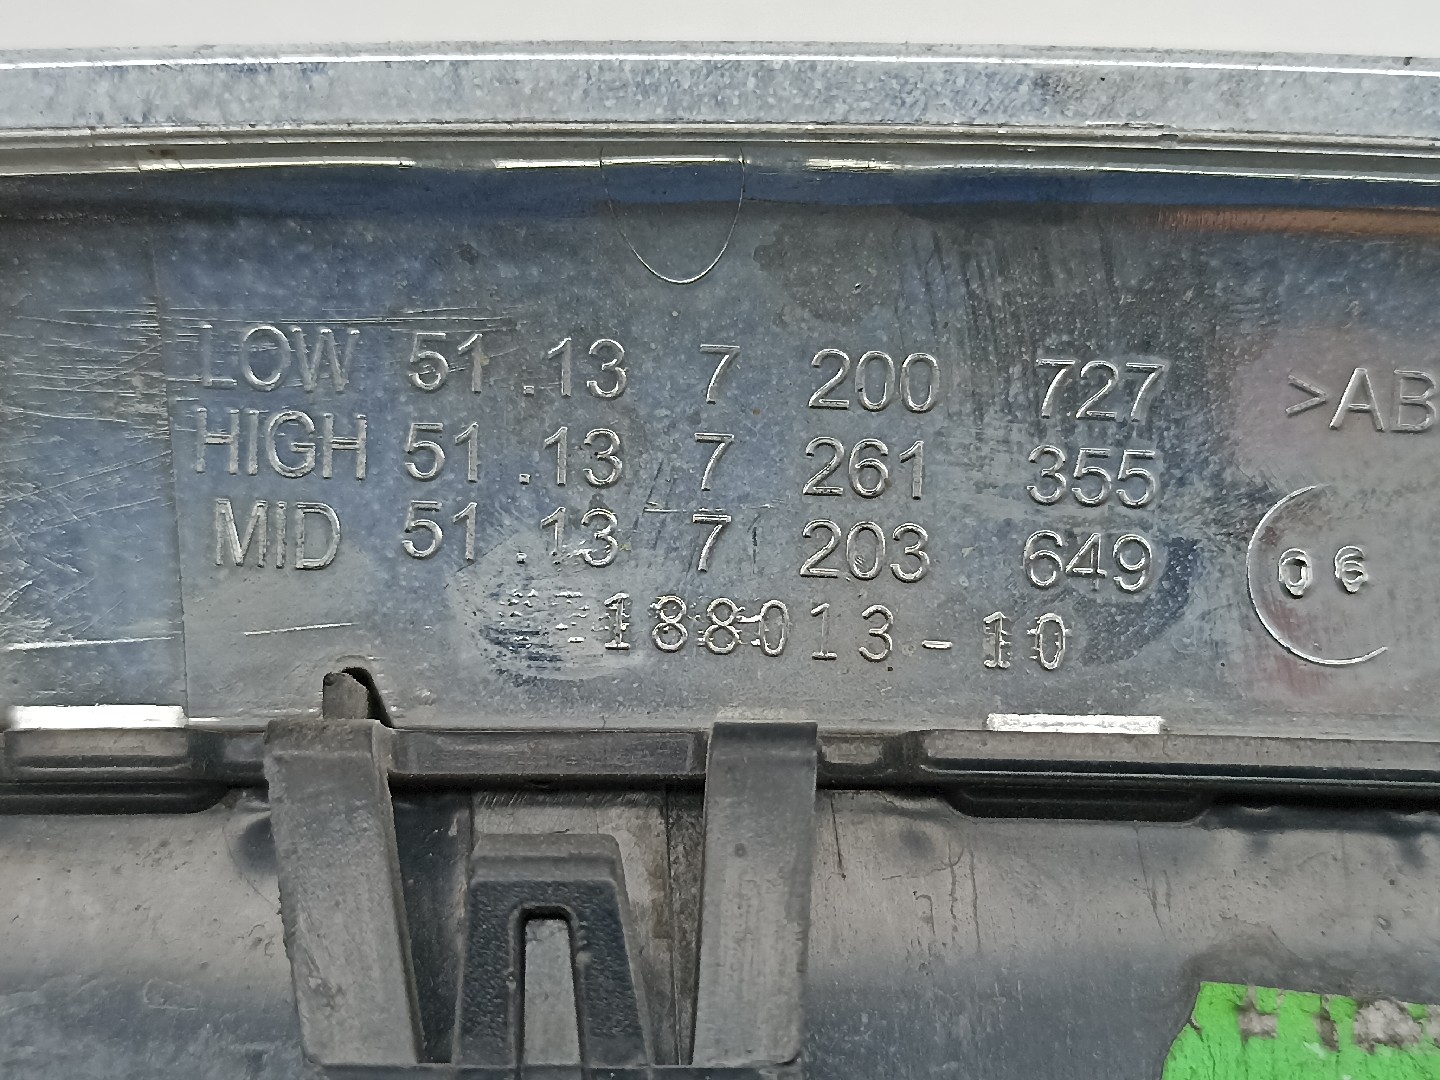 LOW 51.13 7 200 727
HIGH 51.13 7 261 355
MID 51.13 7 203 649
188013-10
>AB
06